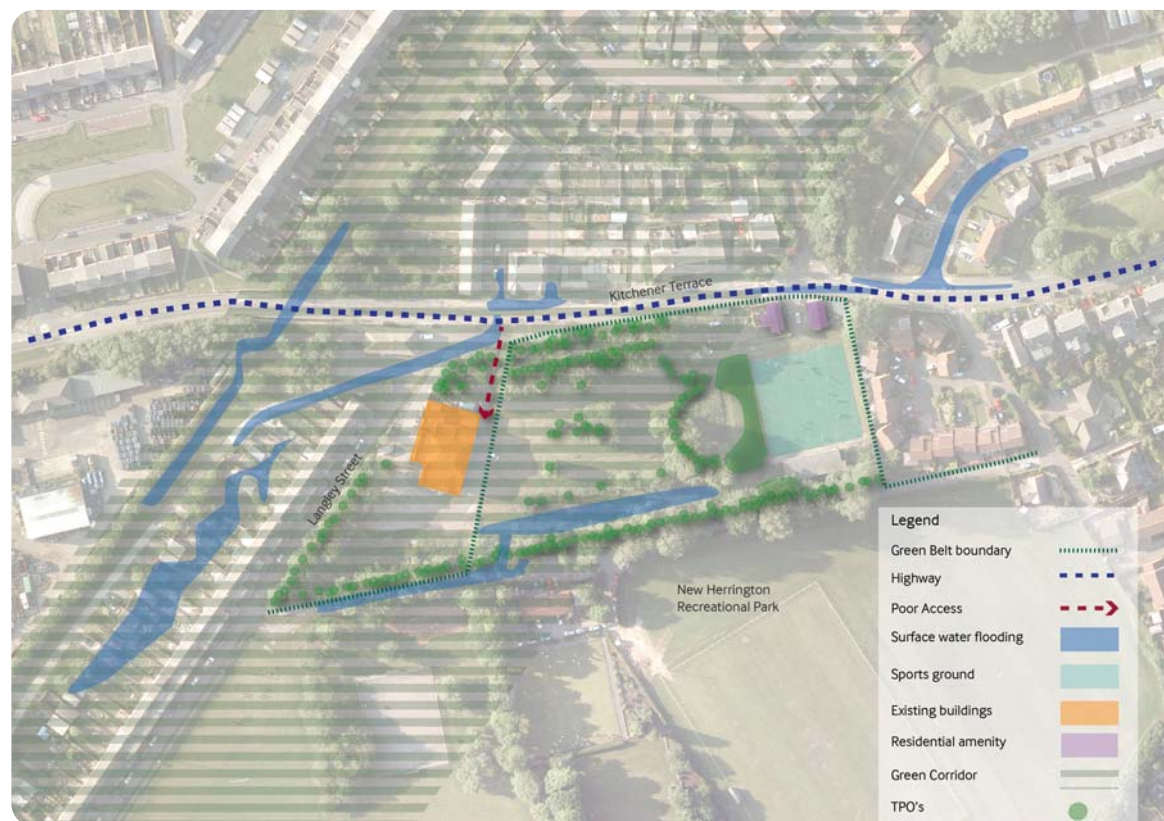 Kitchener Terrace
Langley Street
New Herrington
Recreational Park
Legend
Green Belt boundary
Highway
Poor Access
Surface water flooding
Sports ground
Existing buildings
Residential amenity
Green Corridor
TPO's